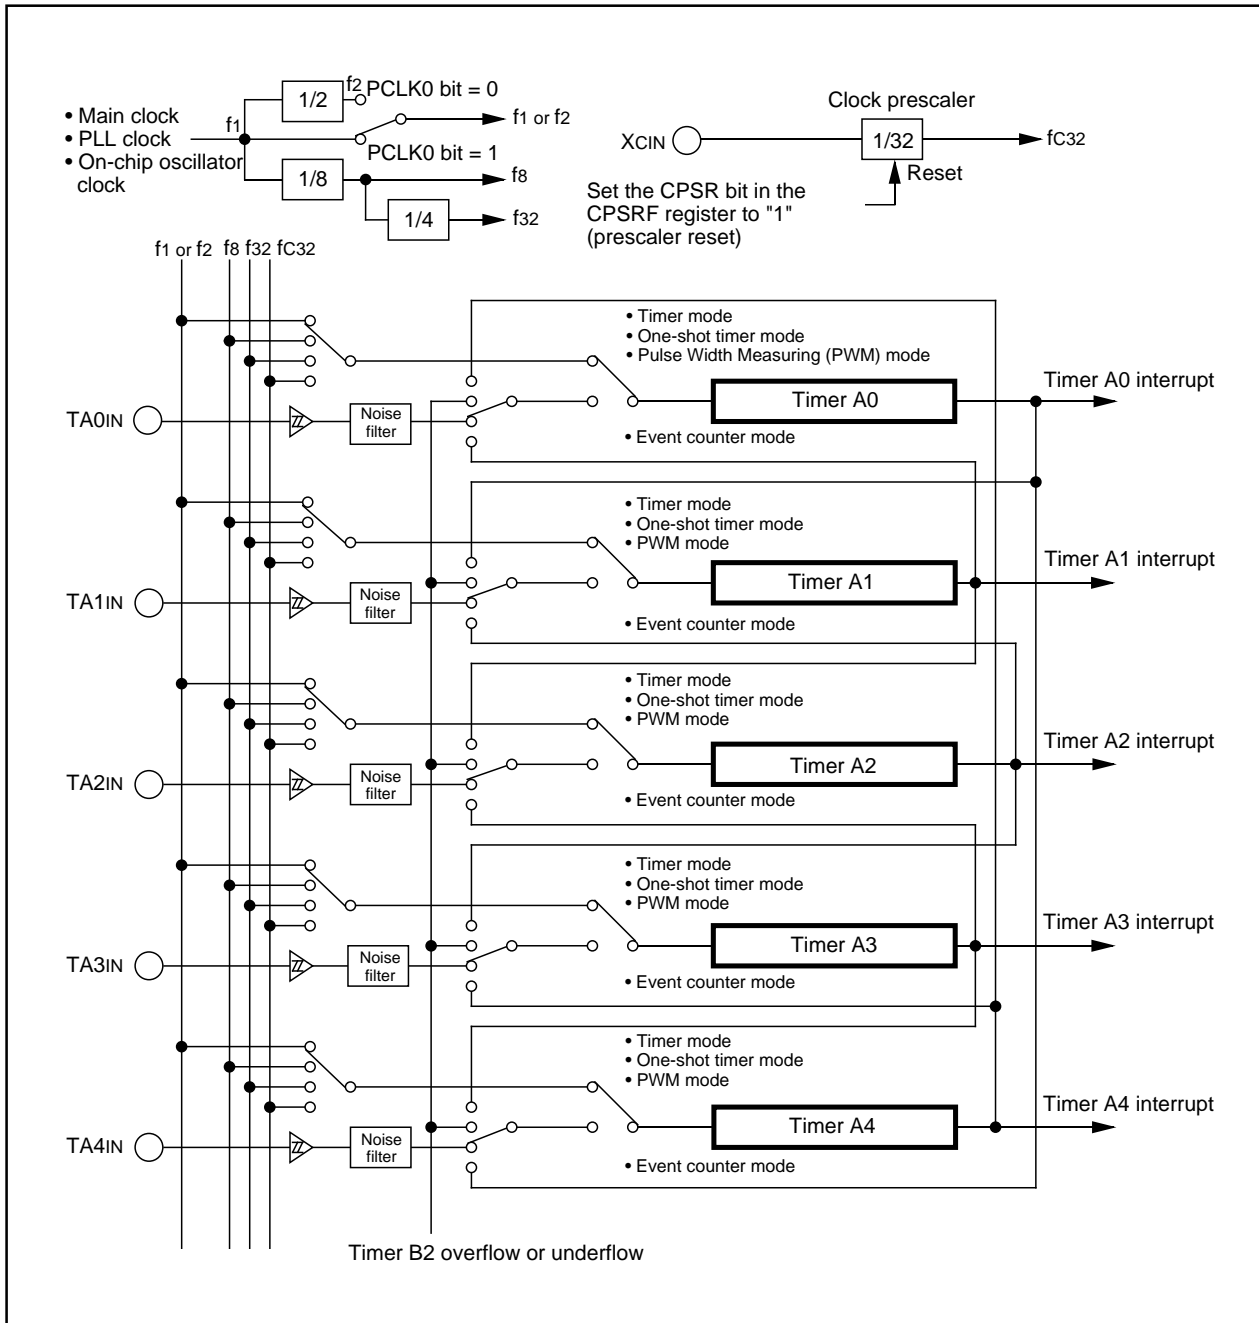 • Main clock
• PLL clock
• On-chip oscillator
clock
f1
1/2
f2
PCLK0 bit = 0
f1 or f2
PCLK0 bit = 1
1/8
f8
1/4
f32
Clock prescaler
XCIN
1/32
fC32
Reset
Set the CPSR bit in the
CPSRF register to "1"
(prescaler reset)
f1 or f2 f8 f32 fC32
• Timer mode
• One-shot timer mode
• Pulse Width Measuring (PWM) mode
TA0IN
Noise
filter
Timer A0
Timer A0 interrupt
• Event counter mode
• Timer mode
• One-shot timer mode
• PWM mode
TA1IN
Noise
filter
Timer A1
Timer A1 interrupt
• Event counter mode
• Timer mode
• One-shot timer mode
• PWM mode
TA2IN
Noise
filter
Timer A2
Timer A2 interrupt
• Event counter mode
• Timer mode
• One-shot timer mode
• PWM mode
TA3IN
Noise
filter
Timer A3
Timer A3 interrupt
• Event counter mode
• Timer mode
• One-shot timer mode
• PWM mode
TA4IN
Noise
filter
Timer A4
Timer A4 interrupt
• Event counter mode
Timer B2 overflow or underflow